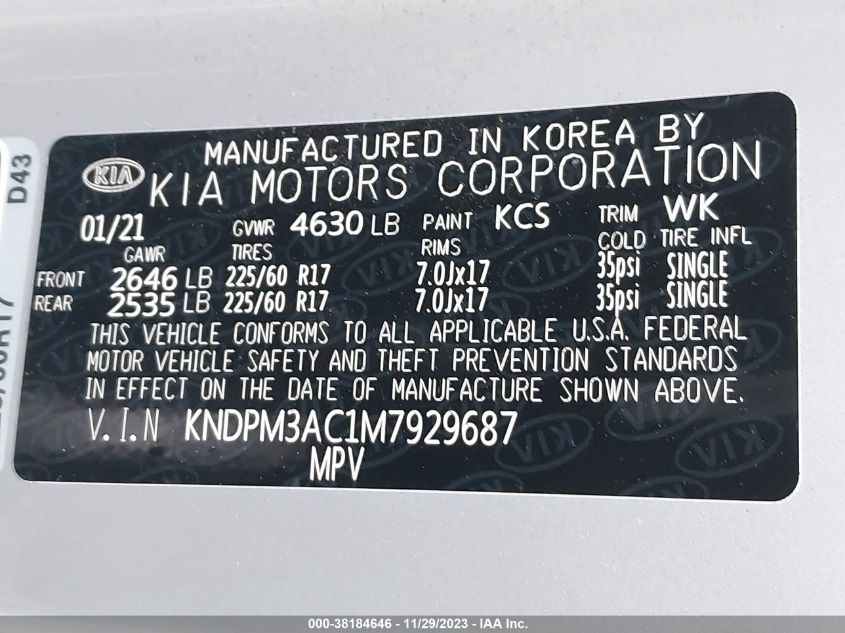 MANUFACTURED IN KOREA BY
KIA KIA MOTORS CORPORATION
01/21 GVWR 4630 LB PAINT KCS TRIM WK
GAWR TIRES RIMS COLD TIRE INFL
FRONT 2646 LB 225/60 R17 7.0Jx17 35psi SINGLE
REAR 2535 LB 225/60 R17 7.0Jx17 35psi SINGLE
THIS VEHICLE CONFORMS TO ALL APPLICABLE U.S.A. FEDERAL
MOTOR VEHICLE SAFETY AND THEFT PREVENTION STANDARDS
IN EFFECT ON THE DATE OF MANUFACTURE SHOWN ABOVE.
V.I.N KNDPM3AC1M7929687
MPV
D43
000-38184646 - 11/29/2023 - IAA Inc.